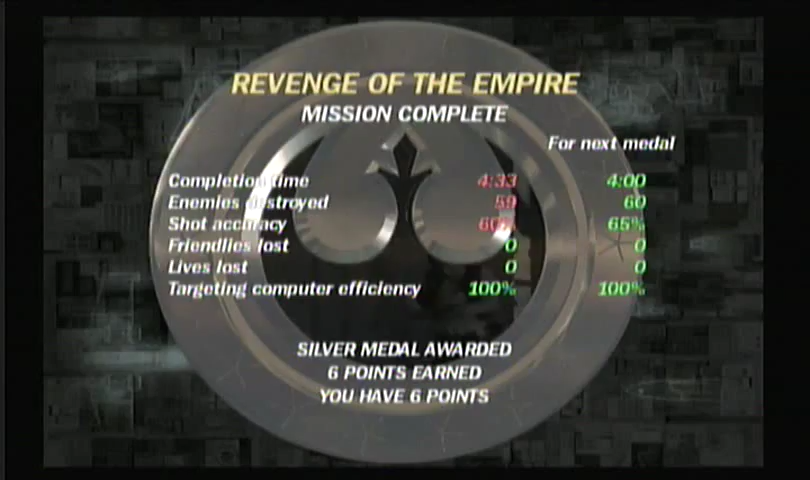 REVENGE OF THE EMPIRE
MISSION COMPLETE
For next medal
Completion time 4:33 4:00
Enemies destroyed 59 60
Shot accuracy 60% 65%
Friendlies lost 0 0
Lives lost 0 0
Targeting computer efficiency 100% 100%
SILVER MEDAL AWARDED
6 POINTS EARNED
YOU HAVE 6 POINTS